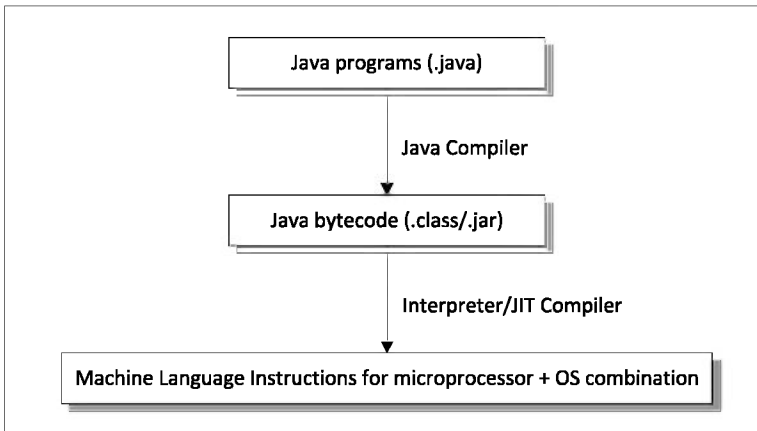 Java programs (.java)
Java Compiler
Java bytecode (.class/.jar)
Interpreter/JIT Compiler
Machine Language Instructions for microprocessor + OS combination